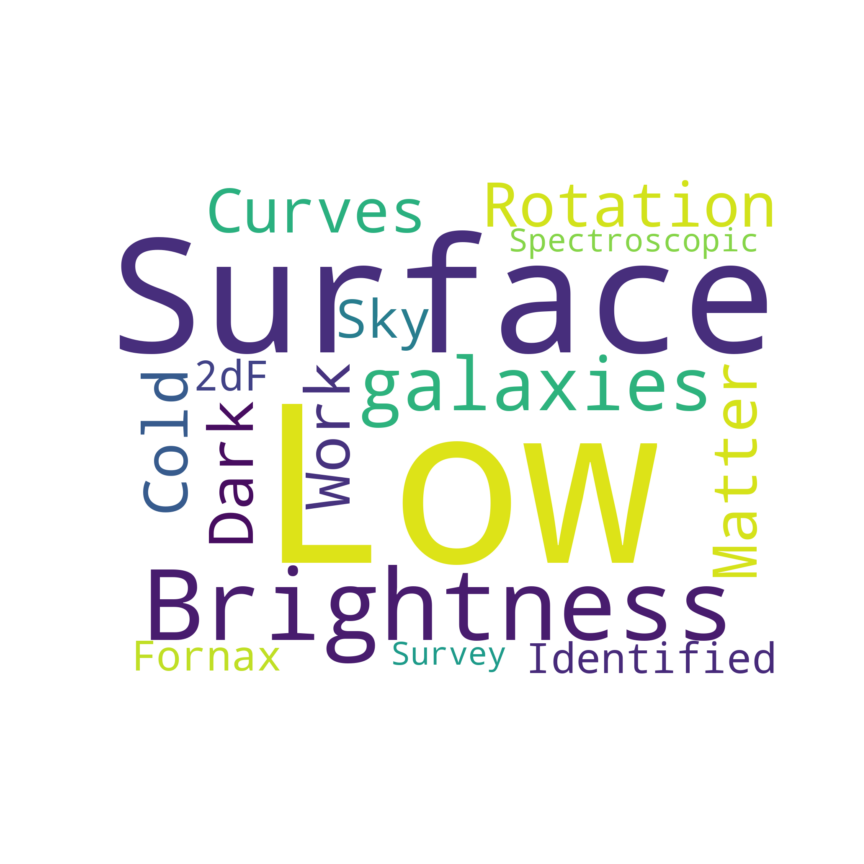 Curves
Rotation
Spectroscopic
Surface
Sky
2dF
galaxies
Cold
Dark
Work
Low
Matter
Brightness
Fornax
Survey
Identified